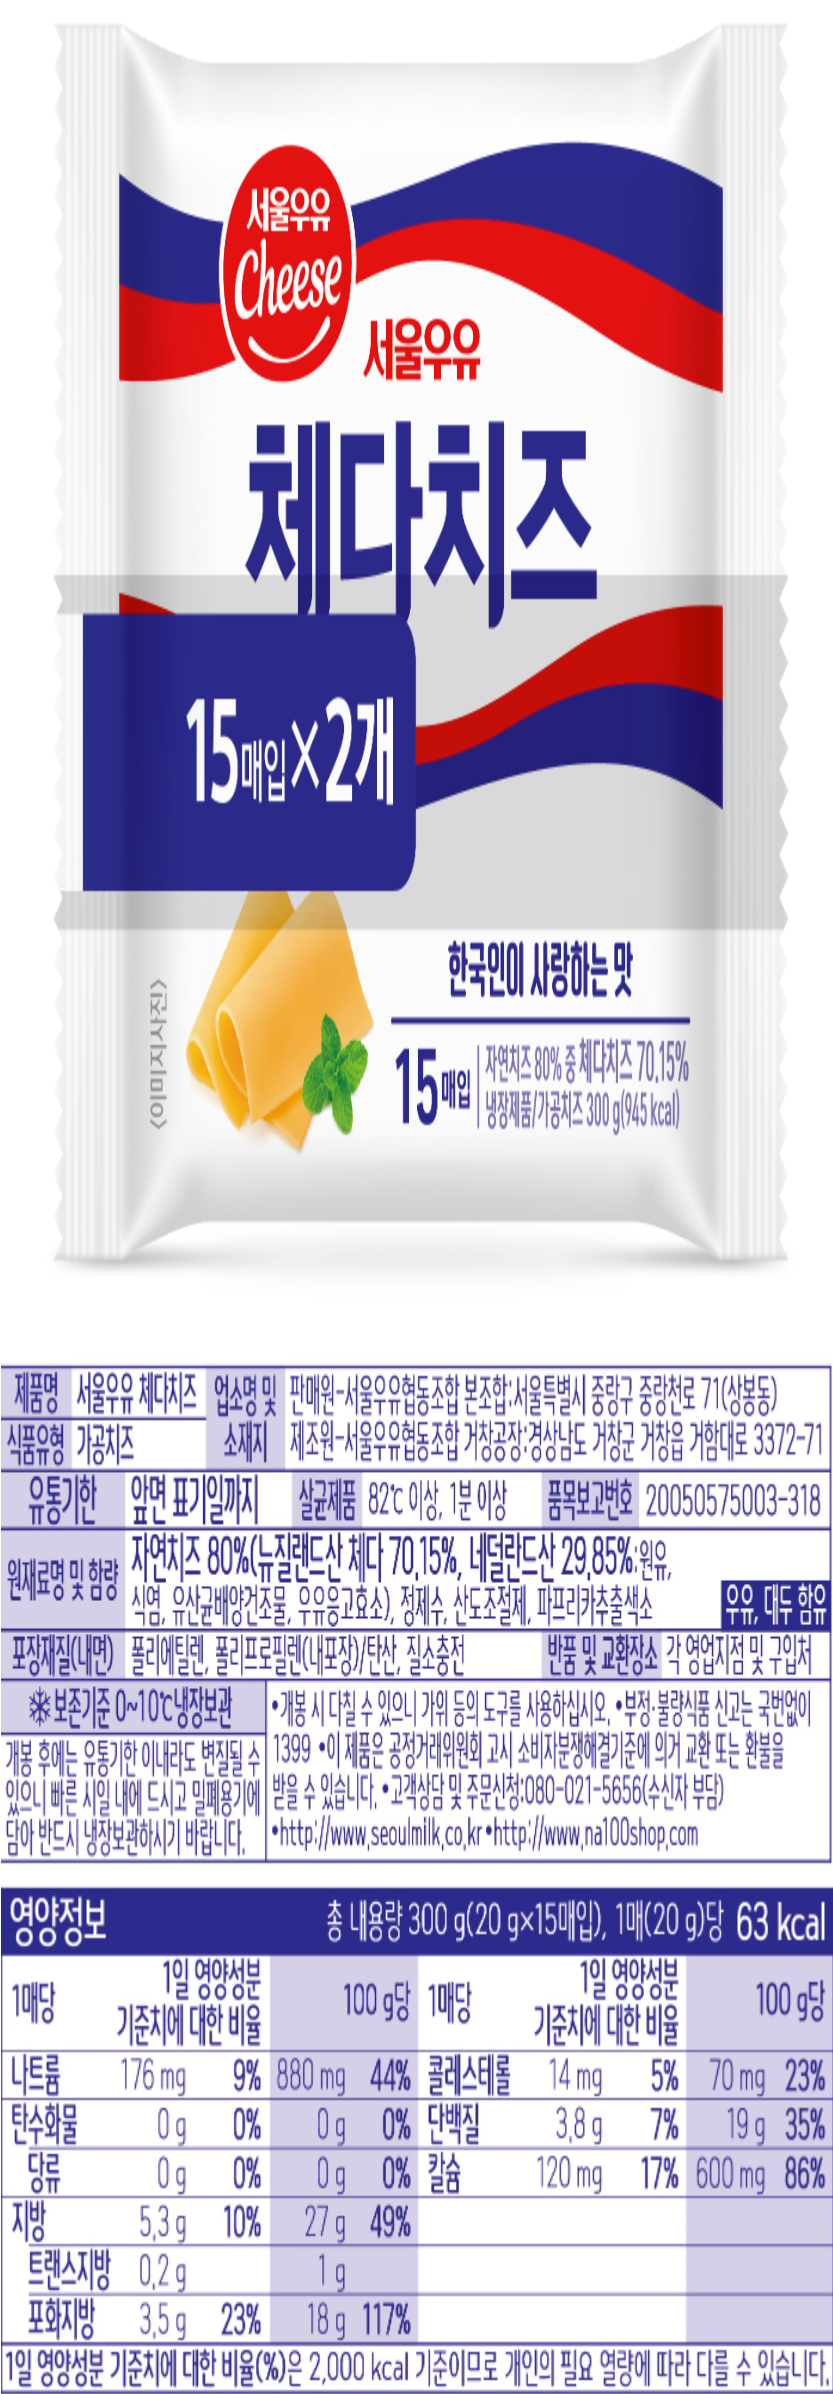 서울우유
Cheese
서울우유
체다치즈
15매입×2개
한국인이 사랑하는 맛
<이미지사진>
15매입
자연치즈 80% 중 체다치즈 70.15%
냉장제품/가공치즈 300 g(945 kcal)
제품명 서울우유 체다치즈 업소명 및 소재지 판매원-서울우유협동조합 본조합:서울특별시 중랑구 중랑천로 71(상봉동)
식품유형 가공치즈 제조원-서울우유협동조합 거창공장:경상남도 거창군 거창읍 거함대로 3372-71
유통기한 앞면 표기일까지 살균제품 82℃ 이상, 1분 이상 품목보고번호 20050575003-318
원재료명 및 함량 자연치즈 80%(뉴질랜드산 체다 70.15%, 네덜란드산 29.85%:원유,
식염, 유산균배양건조물, 우유응고효소), 정제수, 산도조절제, 파프리카추출색소 우유, 대두 함유
포장재질(내면) 폴리에틸렌, 폴리프로필렌(내포장)/탄산, 질소충전 반품 및 교환장소 각 영업지점 및 구입처
보존기준 0~10℃냉장보관
개봉 후에는 유통기한 이내라도 변질될 수
있으니 빠른 시일 내에 드시고 밀폐용기에
담아 반드시 냉장보관하시기 바랍니다.
•개봉 시 다칠 수 있으니 가위 등의 도구를 사용하십시오. •부정·불량식품 신고는 국번없이
1399 •이 제품은 공정거래위원회 고시 소비자분쟁해결기준에 의거 교환 또는 환불을
받을 수 있습니다. •고객상담 및 주문신청:080-021-5656(수신자 부담)
•http://www.seoulmilk.co.kr •http://www.na100shop.com
영양정보 총 내용량 300 g(20 g×15매입), 1매(20 g)당 63 kcal
1매당 1일 영양성분 기준치에 대한 비율 100 g당 1매당 1일 영양성분 기준치에 대한 비율 100 g당
나트륨 176 mg 9% 880 mg 44% 콜레스테롤 14 mg 5% 70 mg 23%
탄수화물 0 g 0% 0 g 0% 단백질 3.8 g 7% 19 g 35%
당류 0 g 0% 0 g 0% 칼슘 120 mg 17% 600 mg 86%
지방 5.3 g 10% 27 g 49%
트랜스지방 0.2 g 1 g
포화지방 3.5 g 23% 18 g 117%
1일 영양성분 기준치에 대한 비율(%)은 2,000 kcal 기준이므로 개인의 필요 열량에 따라 다를 수 있습니다.